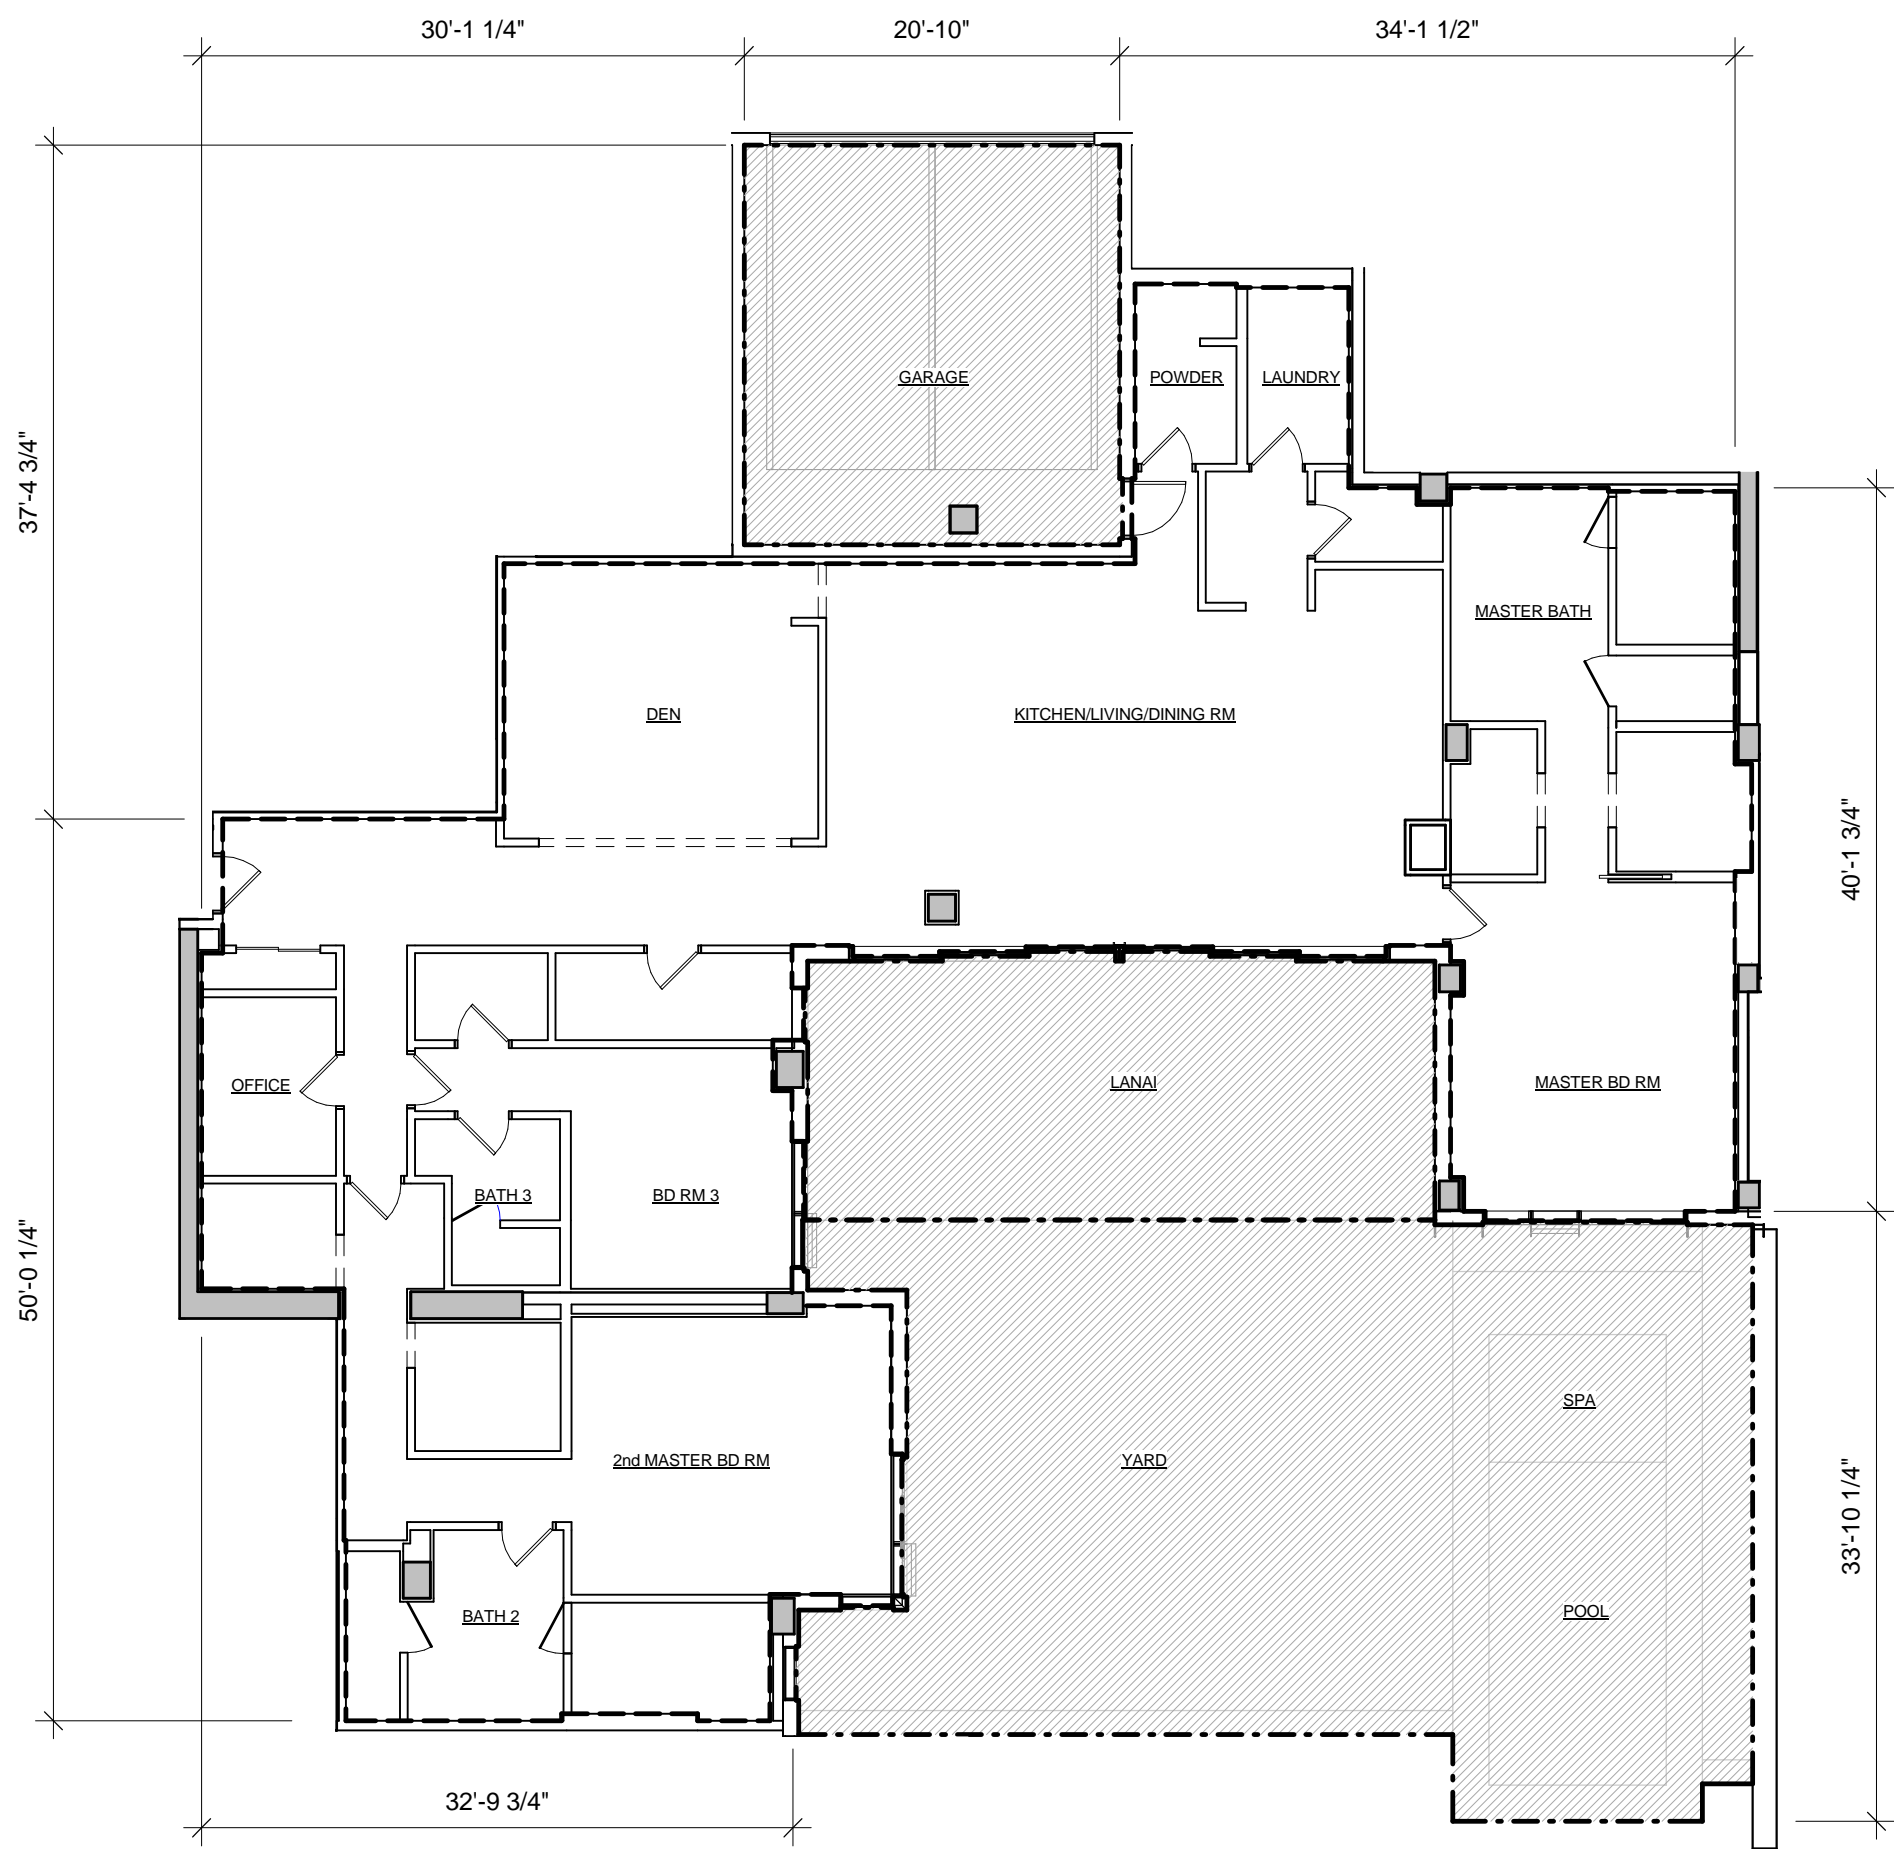 30'-1 1/4"
20'-10"
34'-1 1/2"
37'-4 3/4"
GARAGE
POWDER
LAUNDRY
MASTER BATH
DEN
KITCHEN/LIVING/DINING RM
40'-1 3/4"
OFFICE
LANAI
MASTER BD RM
BATH 3
BD RM 3
50'-0 1/4"
SPA
2nd MASTER BD RM
YARD
33'-10 1/4"
BATH 2
POOL
32'-9 3/4"